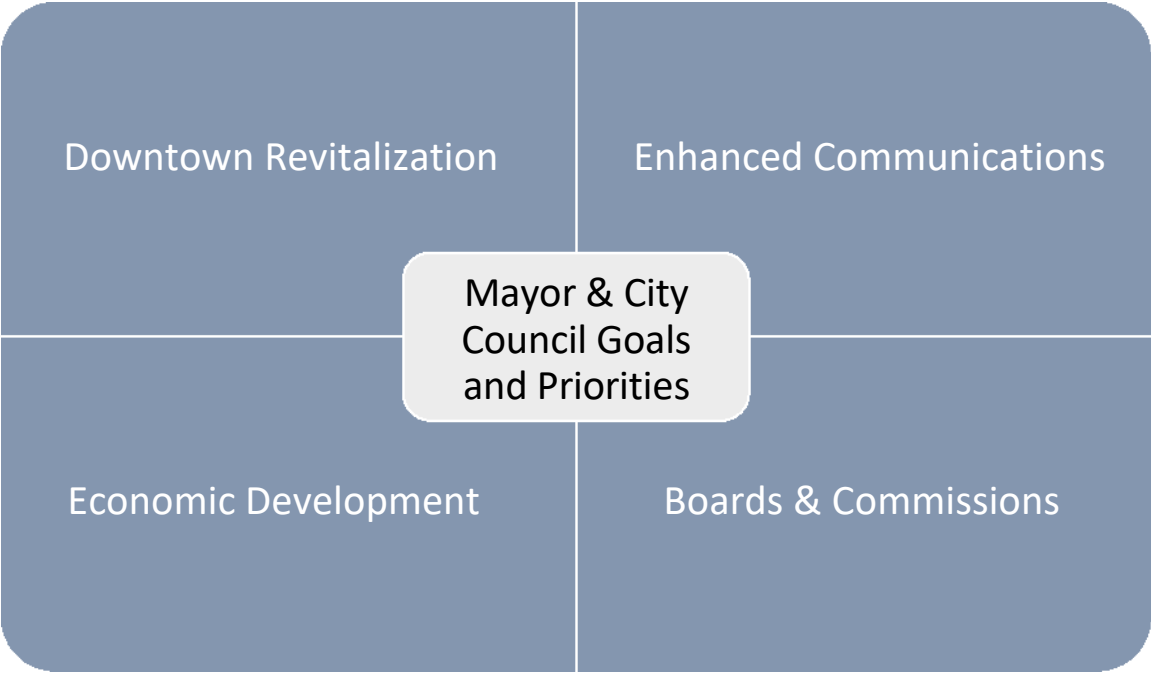 Downtown Revitalization
Enhanced Communications
Mayor & City
Council Goals
and Priorities
Economic Development
Boards & Commissions